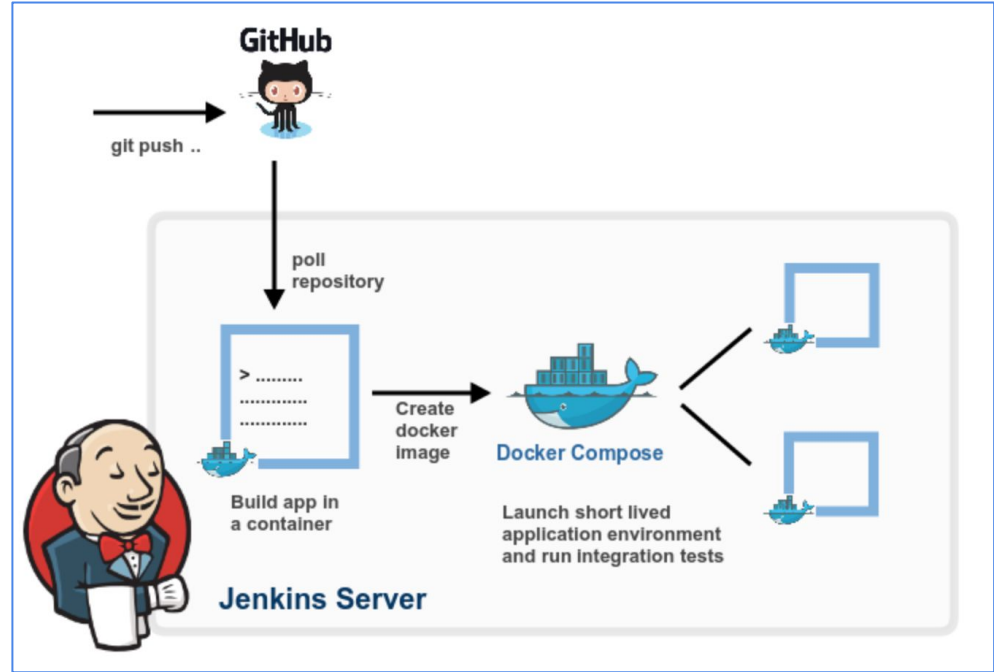 GitHub
git push ..
poll
repository
> .........
.............
.............
Create
docker
image
Docker Compose
Build app in
a container
Launch short lived
application environment
and run integration tests
Jenkins Server